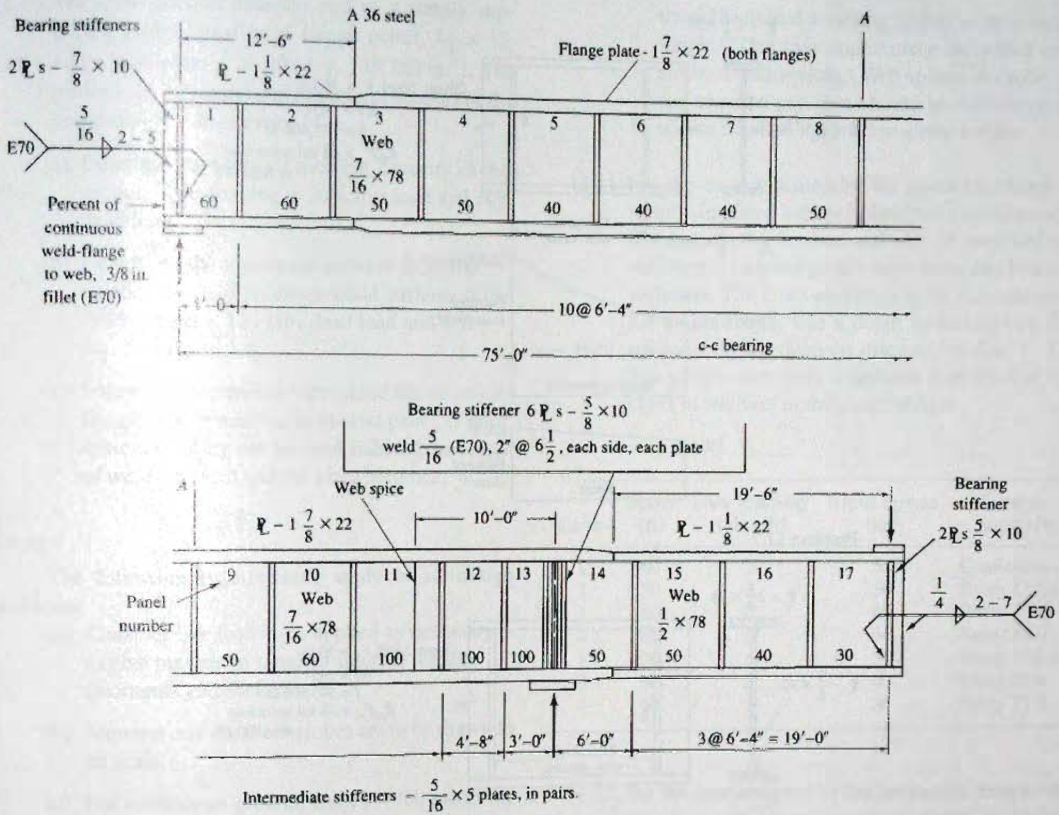 A 36 steel
Bearing stiffeners
2 ℙL s – 7/8 × 10
12′–6″
ℙL – 1 1/8 × 22
Flange plate - 1 7/8 × 22 (both flanges)
A
5/16
2 – 5
E70
1 2 3 4 5 6 7 8
Web
7/16 × 78
60 60 50 50 40 40 40 50
Percent of
continuous
weld-flange
to web, 3/8 in.
fillet (E70)
10@ 6′–4″
75′–0″
c-c bearing
Bearing stiffener 6 ℙL s – 5/8 × 10
weld 5/16 (E70), 2″ @ 6 1/2, each side, each plate
A
Web spice
Bearing
stiffener
2 ℙL s 5/8 × 10
ℙL – 1 7/8 × 22
10′–0″
19′–6″
ℙL – 1 1/8 × 22
9 10 11 12 13 14 15 16 17
Panel
number
Web
7/16 × 78
Web
1/2 × 78
1/4
2 – 7
E70
50 60 100 100 100 50 50 40 30
4′–8″ 3′–0″ 6′–0″ 3 @ 6′–4″ = 19′–0″
Intermediate stiffeners – 5/16 × 5 plates, in pairs.